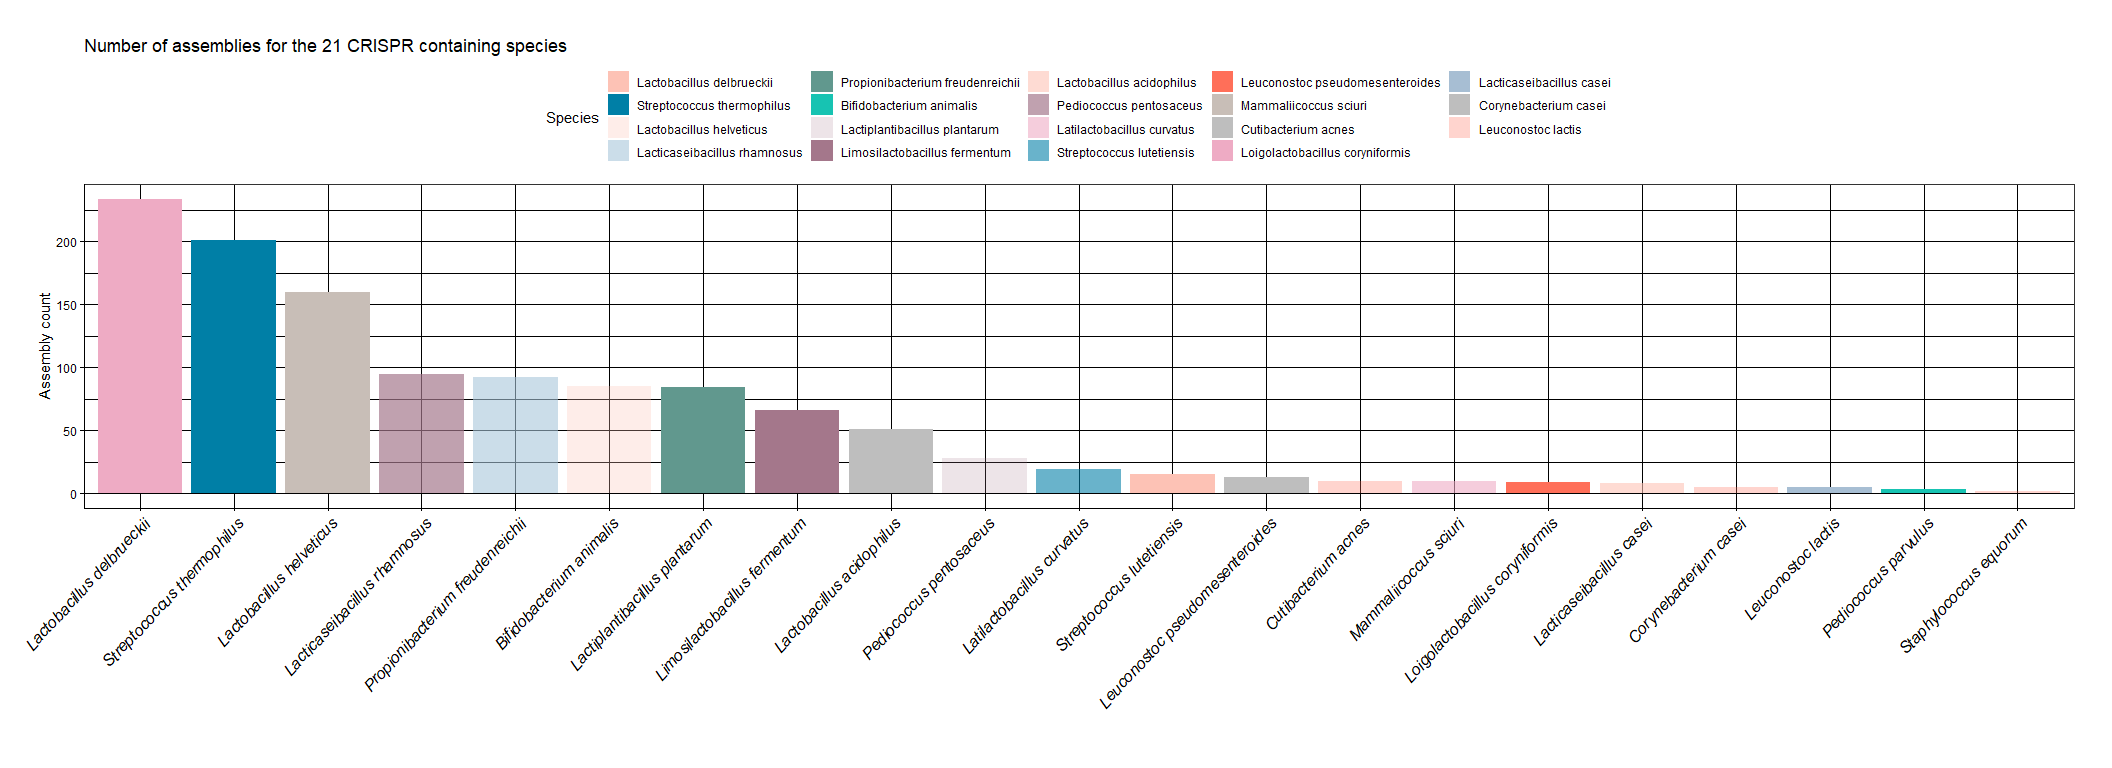 Number of assemblies for the 21 CRISPR containing species
Species
Lactobacillus delbrueckii
Streptococcus thermophilus
Lactobacillus helveticus
Lacticaseibacillus rhamnosus
Propionibacterium freudenreichii
Bifidobacterium animalis
Lactiplantibacillus plantarum
Limosilactobacillus fermentum
Lactobacillus acidophilus
Pediococcus pentosaceus
Latilactobacillus curvatus
Streptococcus lutetiensis
Leuconostoc pseudomesenteroides
Mammaliicoccus sciuri
Cutibacterium acnes
Loigolactobacillus coryniformis
Lacticaseibacillus casei
Corynebacterium casei
Leuconostoc lactis
Assembly count
200
150
100
50
0
Lactobacillus delbrueckii
Streptococcus thermophilus
Lactobacillus helveticus
Lacticaseibacillus rhamnosus
Propionibacterium freudenreichii
Bifidobacterium animalis
Lactiplantibacillus plantarum
Limosilactobacillus fermentum
Lactobacillus acidophilus
Pediococcus pentosaceus
Latilactobacillus curvatus
Streptococcus lutetiensis
Leuconostoc pseudomesenteroides
Cutibacterium acnes
Mammaliicoccus sciuri
Loigolactobacillus coryniformis
Lacticaseibacillus casei
Corynebacterium casei
Leuconostoc lactis
Pediococcus parvulus
Staphylococcus equorum